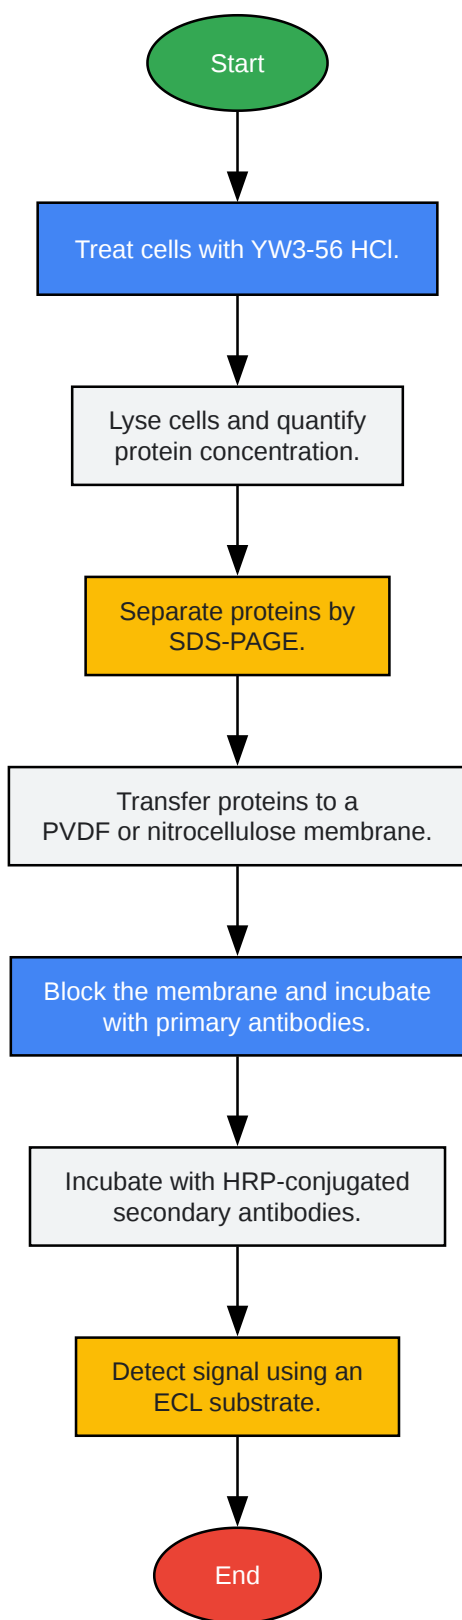 Start
Treat cells with YW3-56 HCl.
Lyse cells and quantify
protein concentration.
Separate proteins by
SDS-PAGE.
Transfer proteins to a
PVDF or nitrocellulose membrane.
Block the membrane and incubate
with primary antibodies.
Incubate with HRP-conjugated
secondary antibodies.
Detect signal using an
ECL substrate.
End